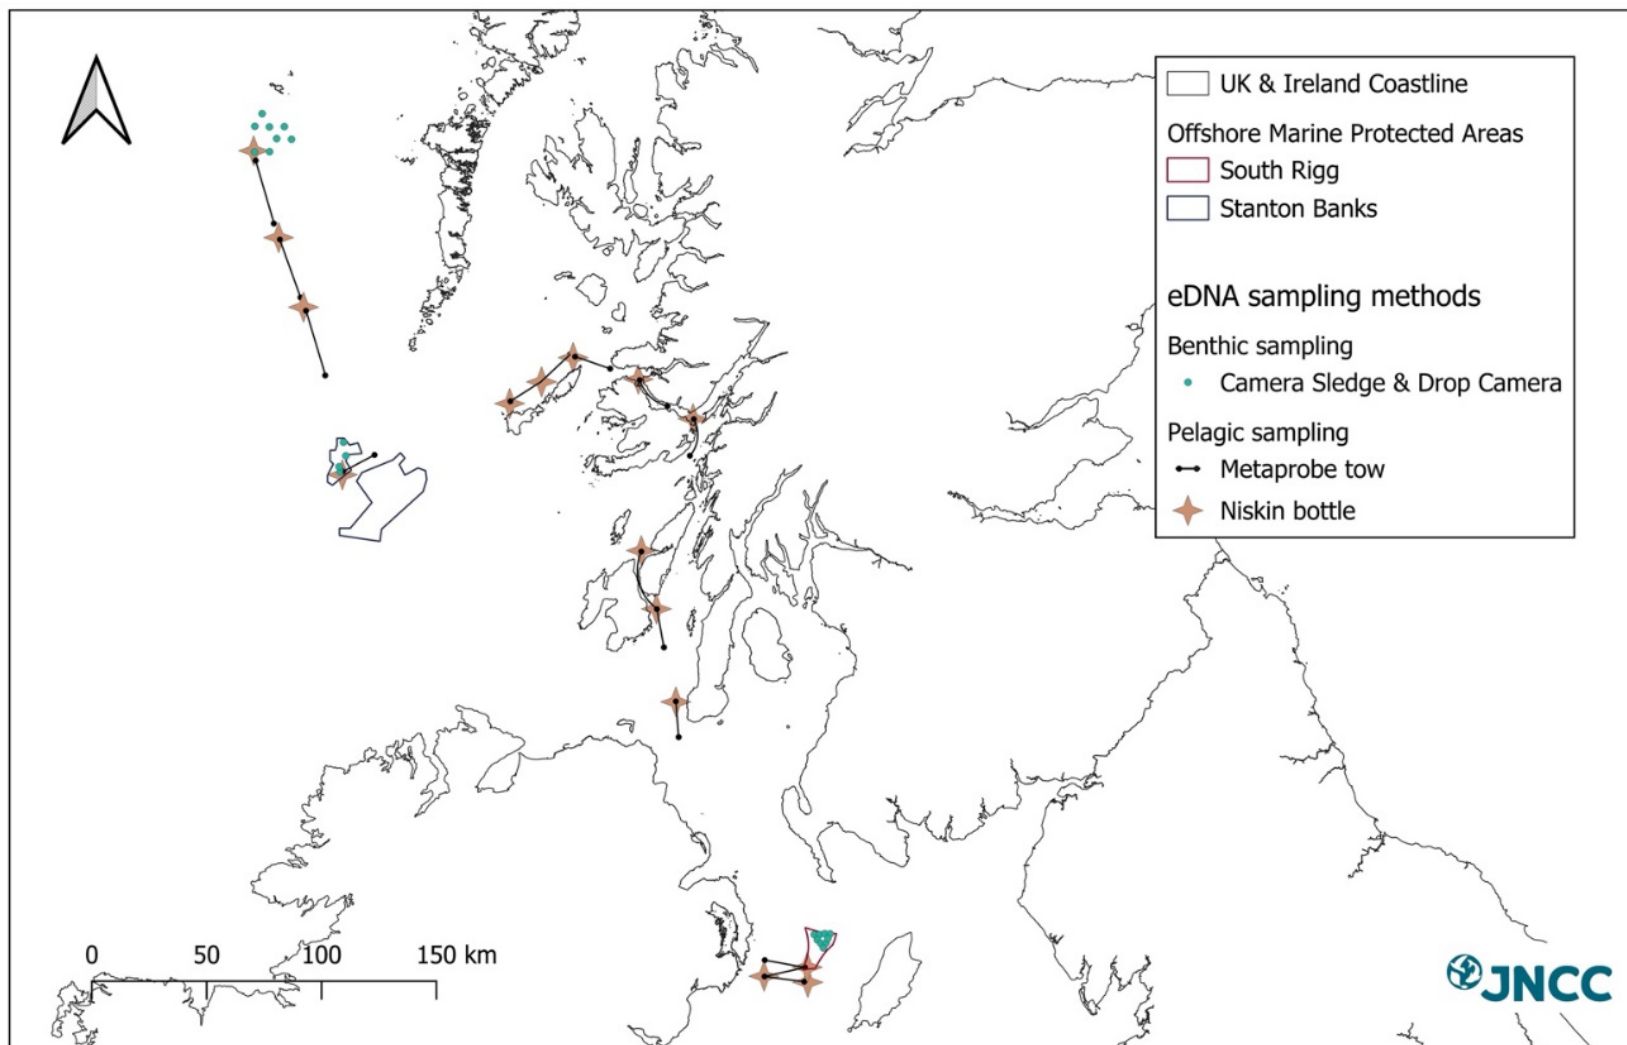 UK & Ireland Coastline
Offshore Marine Protected Areas
South Rigg
Stanton Banks
eDNA sampling methods
Benthic sampling
Camera Sledge & Drop Camera
Pelagic sampling
Metaprobe tow
Niskin bottle
0 50 100 150 km
JNCC